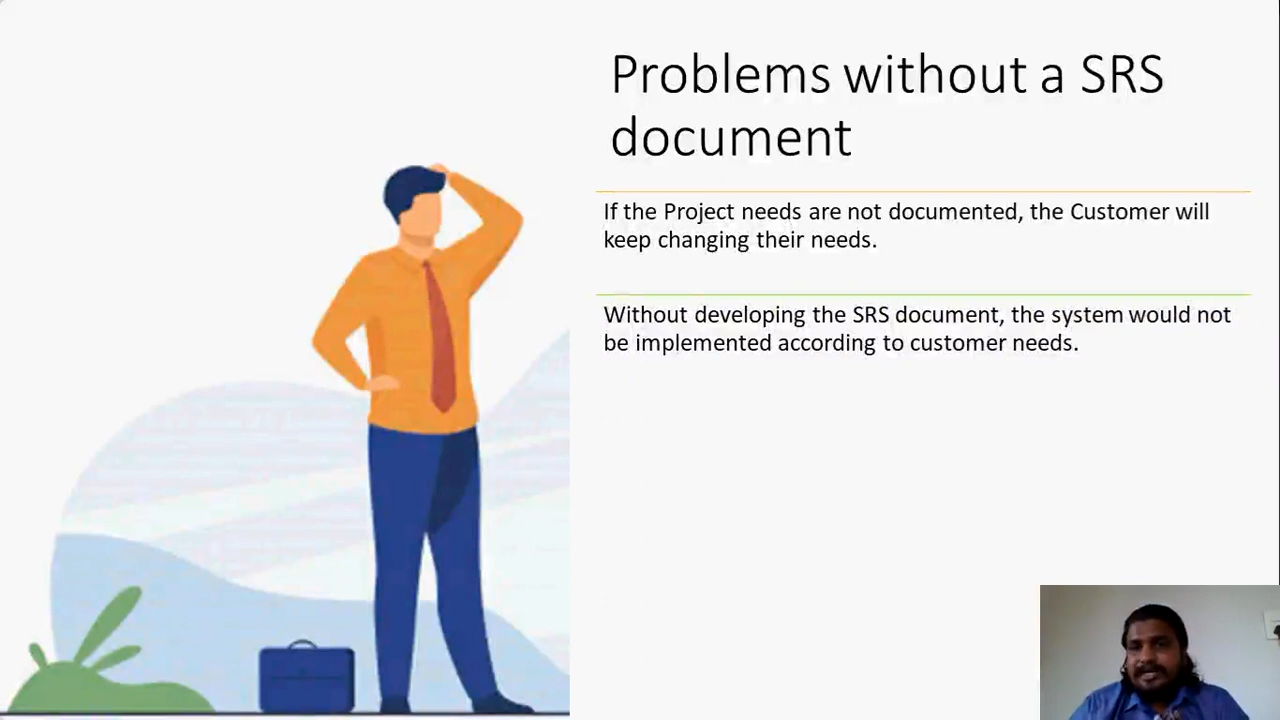 Problems without a SRS
document
If the Project needs are not documented, the Customer will
keep changing their needs.
Without developing the SRS document, the system would not
be implemented according to customer needs.